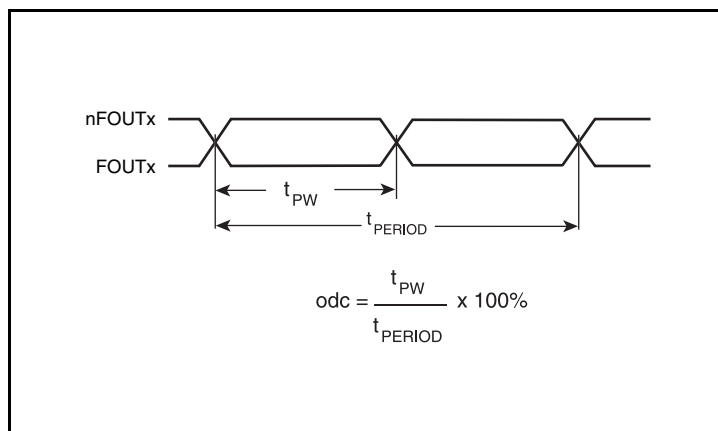 nFOUTx
FOUTx
tPW
tPERIOD
odc = tPW / tPERIOD x 100%